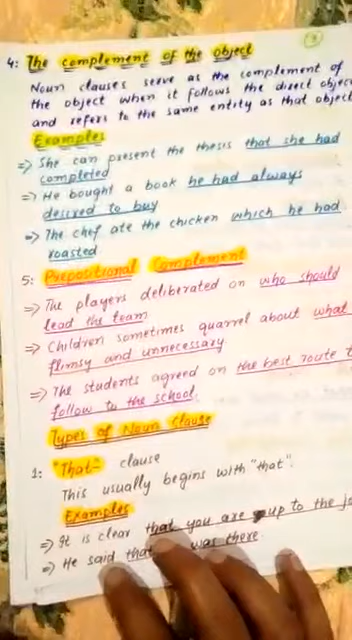 3
4: The complement of the object
Noun clauses serve as the complement of
the object when it follows the direct object
and refers to the same entity as that object
Examples
=> She can present the thesis that she had
completed
=> He bought a book he had always
desired to buy
=> The chef ate the chicken which he had
roasted
5: Prepositional Complement
=> The players deliberated on who should
lead the team
=> Children sometimes quarrel about what
flimsy and unnecessary
=> The students agreed on the best route
follow to the school.
Types of Noun Clause
1: "That-" clause
This usually begins with "that".
Examples
=> It is clear that you are up to the
=> He said that was there.